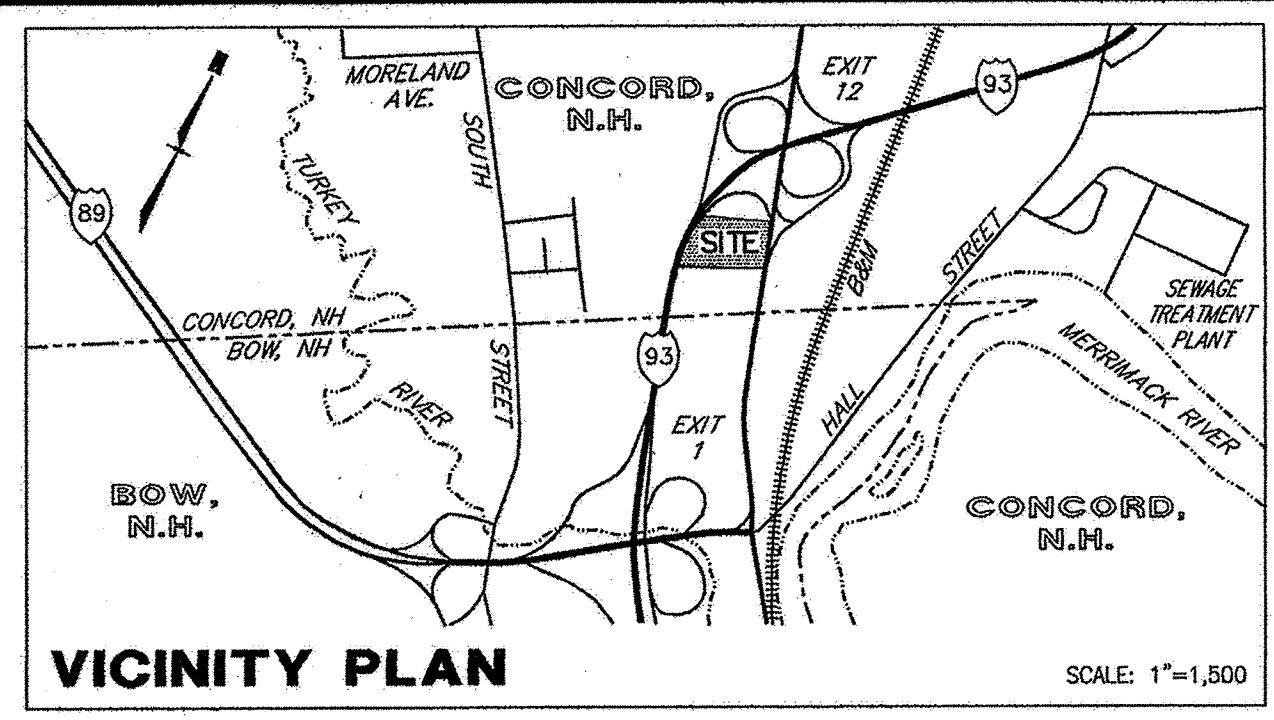 MORELAND
AVE.
CONCORD,
N.H.
EXIT
12
93
SOUTH
TURKEY
89
SITE
B&M
STREET
SEWAGE
TREATMENT
PLANT
CONCORD, NH
BOW, NH
93
STREET
RIVER
HALL
MERRIMACK RIVER
EXIT
1
BOW,
N.H.
CONCORD,
N.H.
VICINITY PLAN
SCALE: 1"=1,500